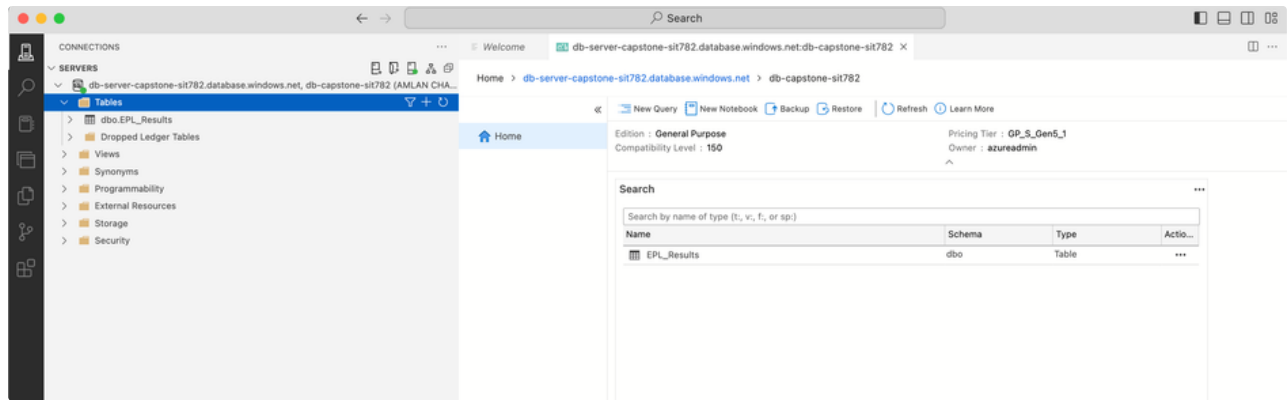 Search
CONNECTIONS
SERVERS
db-server-capstone-sit782.database.windows.net, db-capstone-sit782 (AMLAN CHA...
Tables
dbo.EPL_Results
Dropped Ledger Tables
Views
Synonyms
Programmability
External Resources
Storage
Security
Welcome
db-server-capstone-sit782.database.windows.net:db-capstone-sit782
Home > db-server-capstone-sit782.database.windows.net > db-capstone-sit782
Home
New Query New Notebook Backup Restore Refresh Learn More
Edition : General Purpose Pricing Tier : GP_S_Gen5_1
Compatibility Level : 150 Owner : azureadmin
Search
Search by name of type (t:, v:, f:, or sp:)
Name Schema Type Actio...
EPL_Results dbo Table